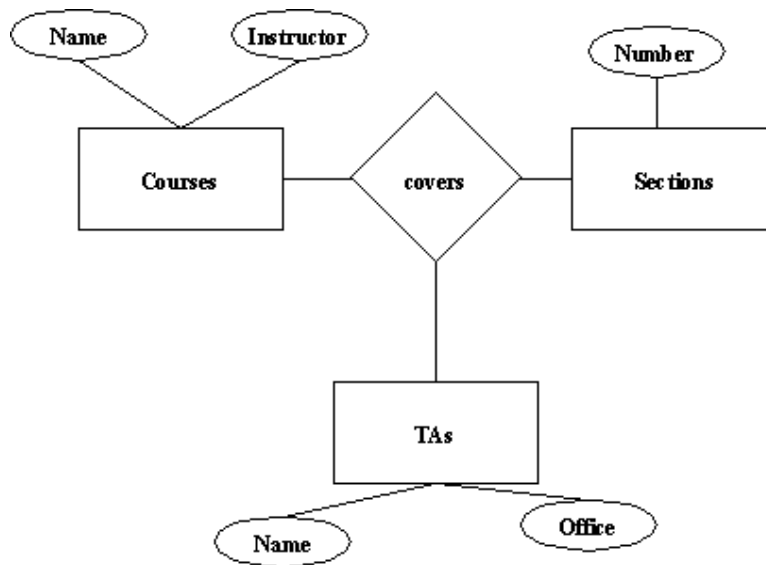 Name
Instructor
Number
Courses
covers
Sections
TAs
Name
Office